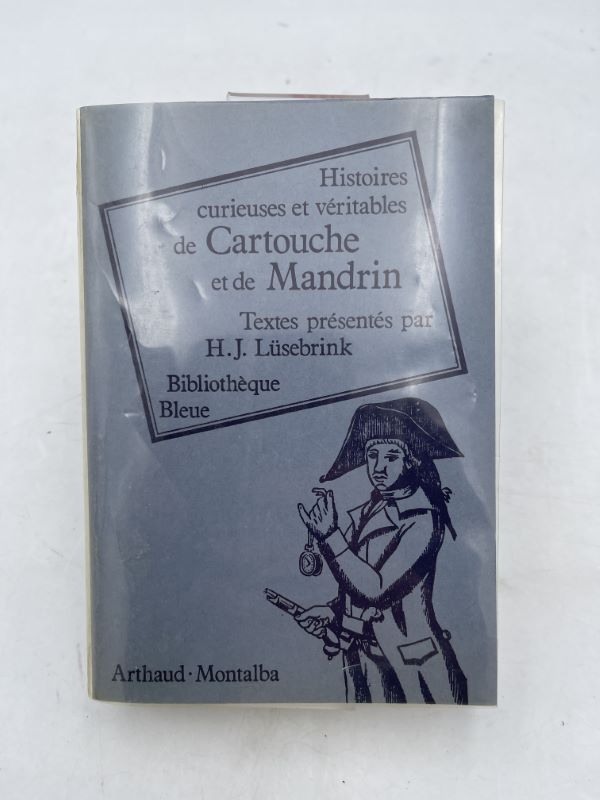 Histoires
curieuses et véritables
de Cartouche
et de Mandrin
Textes présentés par
H.J. Lüsebrink
Bibliothèque
Bleue
Arthaud · Montalba